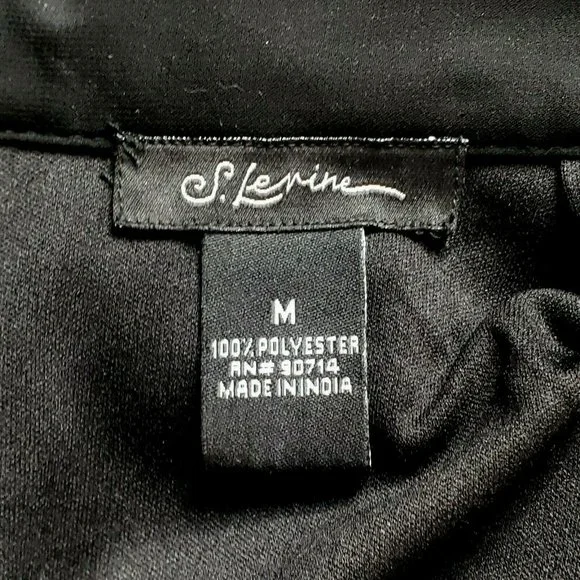 S. Levine
M
100% POLYESTER
RN# 90714
MADE IN INDIA